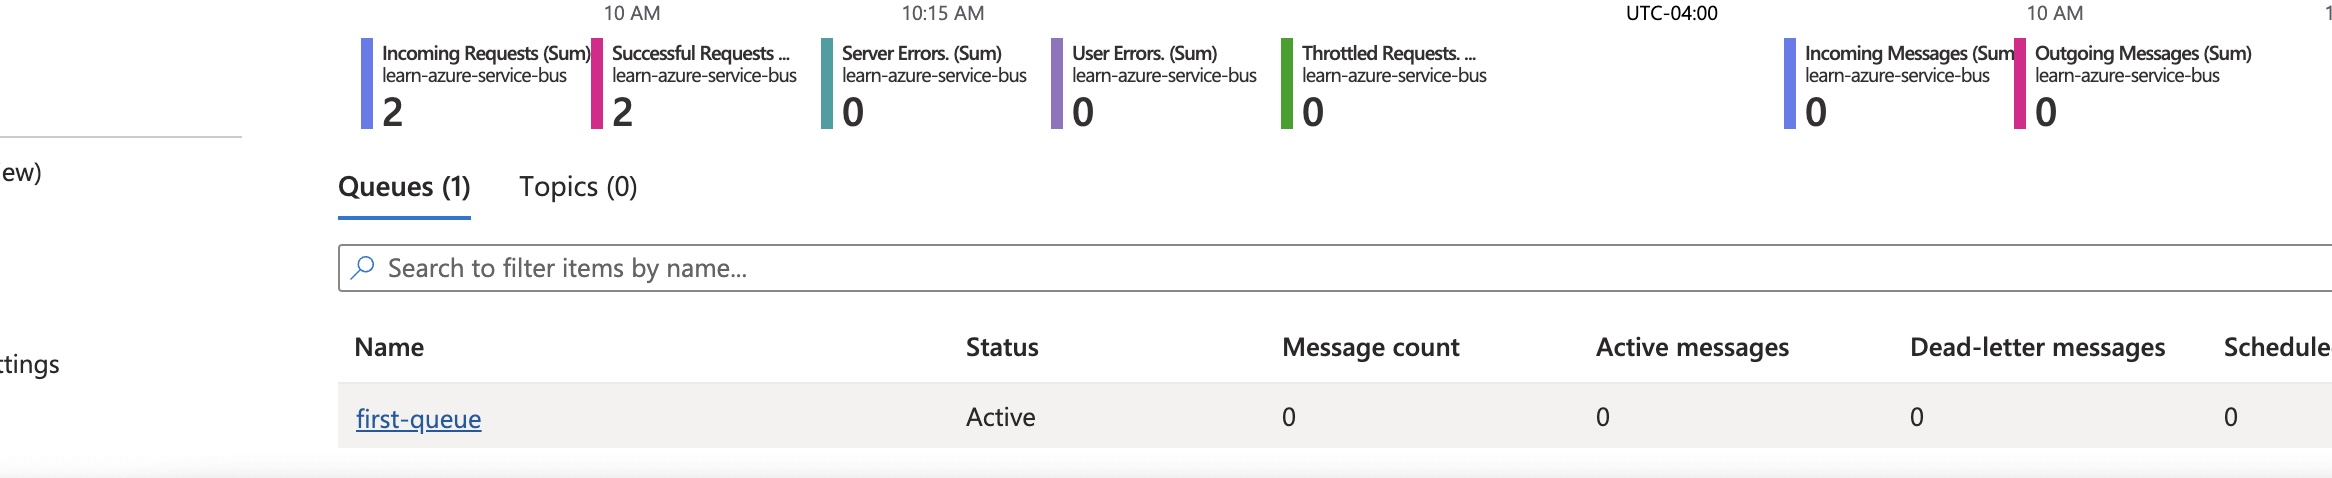 10 AM
10:15 AM
UTC-04:00
10 AM
Incoming Requests (Sum)
learn-azure-service-bus
2
Successful Requests ...
learn-azure-service-bus
2
Server Errors. (Sum)
learn-azure-service-bus
0
User Errors. (Sum)
learn-azure-service-bus
0
Throttled Requests. ...
learn-azure-service-bus
0
Incoming Messages (Sum
learn-azure-service-bus
0
Outgoing Messages (Sum)
learn-azure-service-bus
0
ew)
ttings
Queues (1)
Topics (0)
Search to filter items by name...
Name Status Message count Active messages Dead-letter messages Schedule
first-queue Active 0 0 0 0